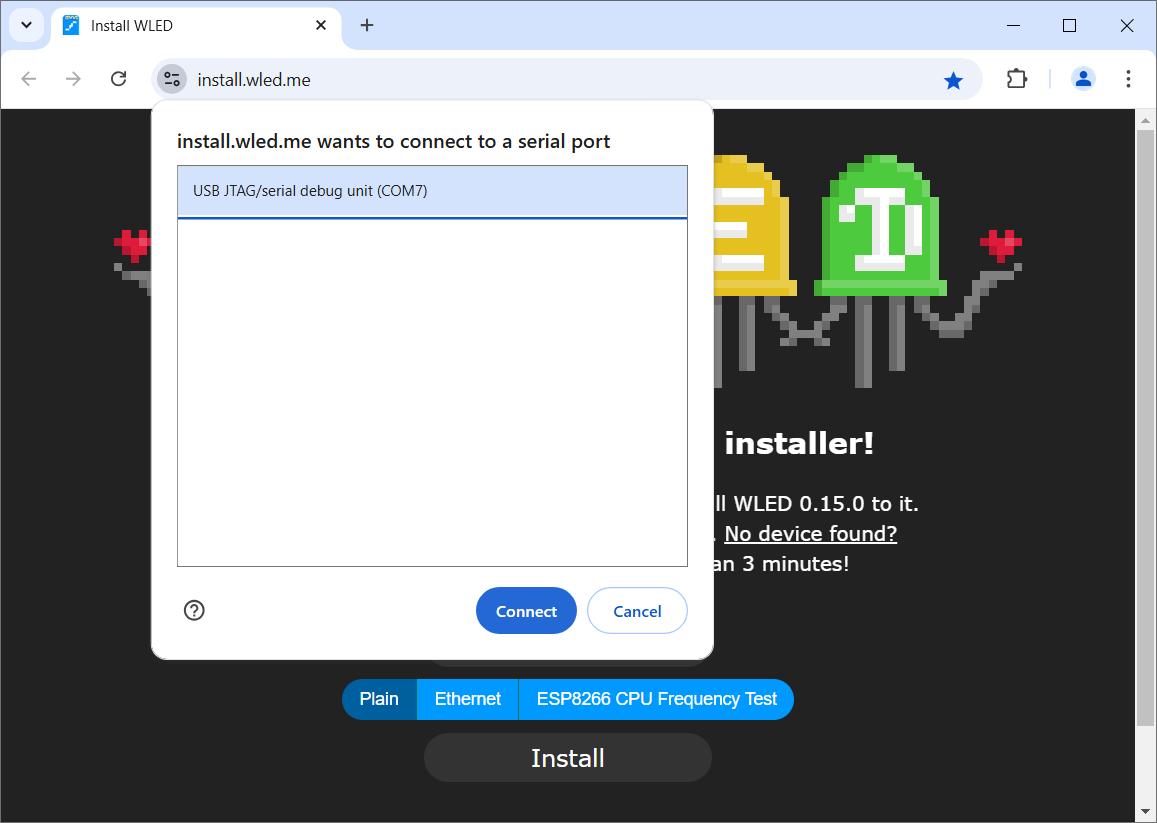 Install WLED
install.wled.me
install.wled.me wants to connect to a serial port
USB JTAG/serial debug unit (COM7)
E D
installer!
ll WLED 0.15.0 to it.
. No device found?
an 3 minutes!
Connect
Cancel
Plain
Ethernet
ESP8266 CPU Frequency Test
Install